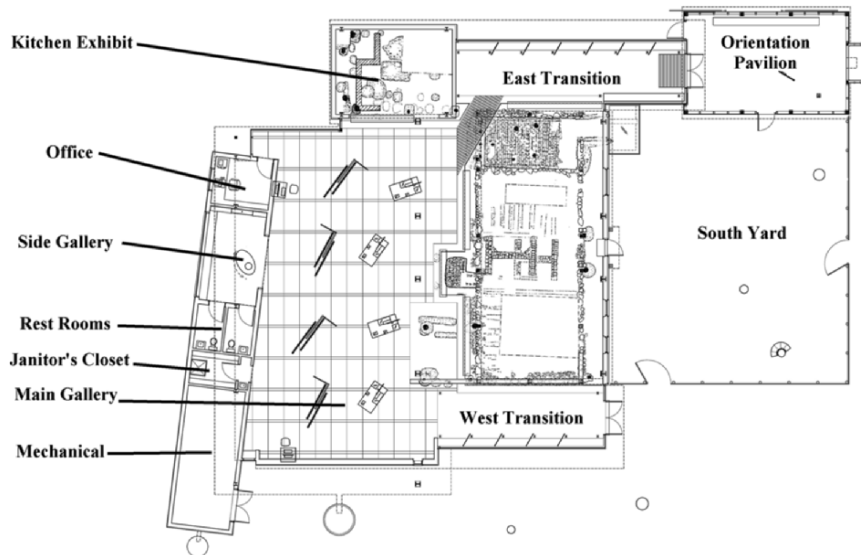 Kitchen Exhibit
Orientation
Pavilion
East Transition
Office
Side Gallery
South Yard
Rest Rooms
Janitor's Closet
Main Gallery
West Transition
Mechanical